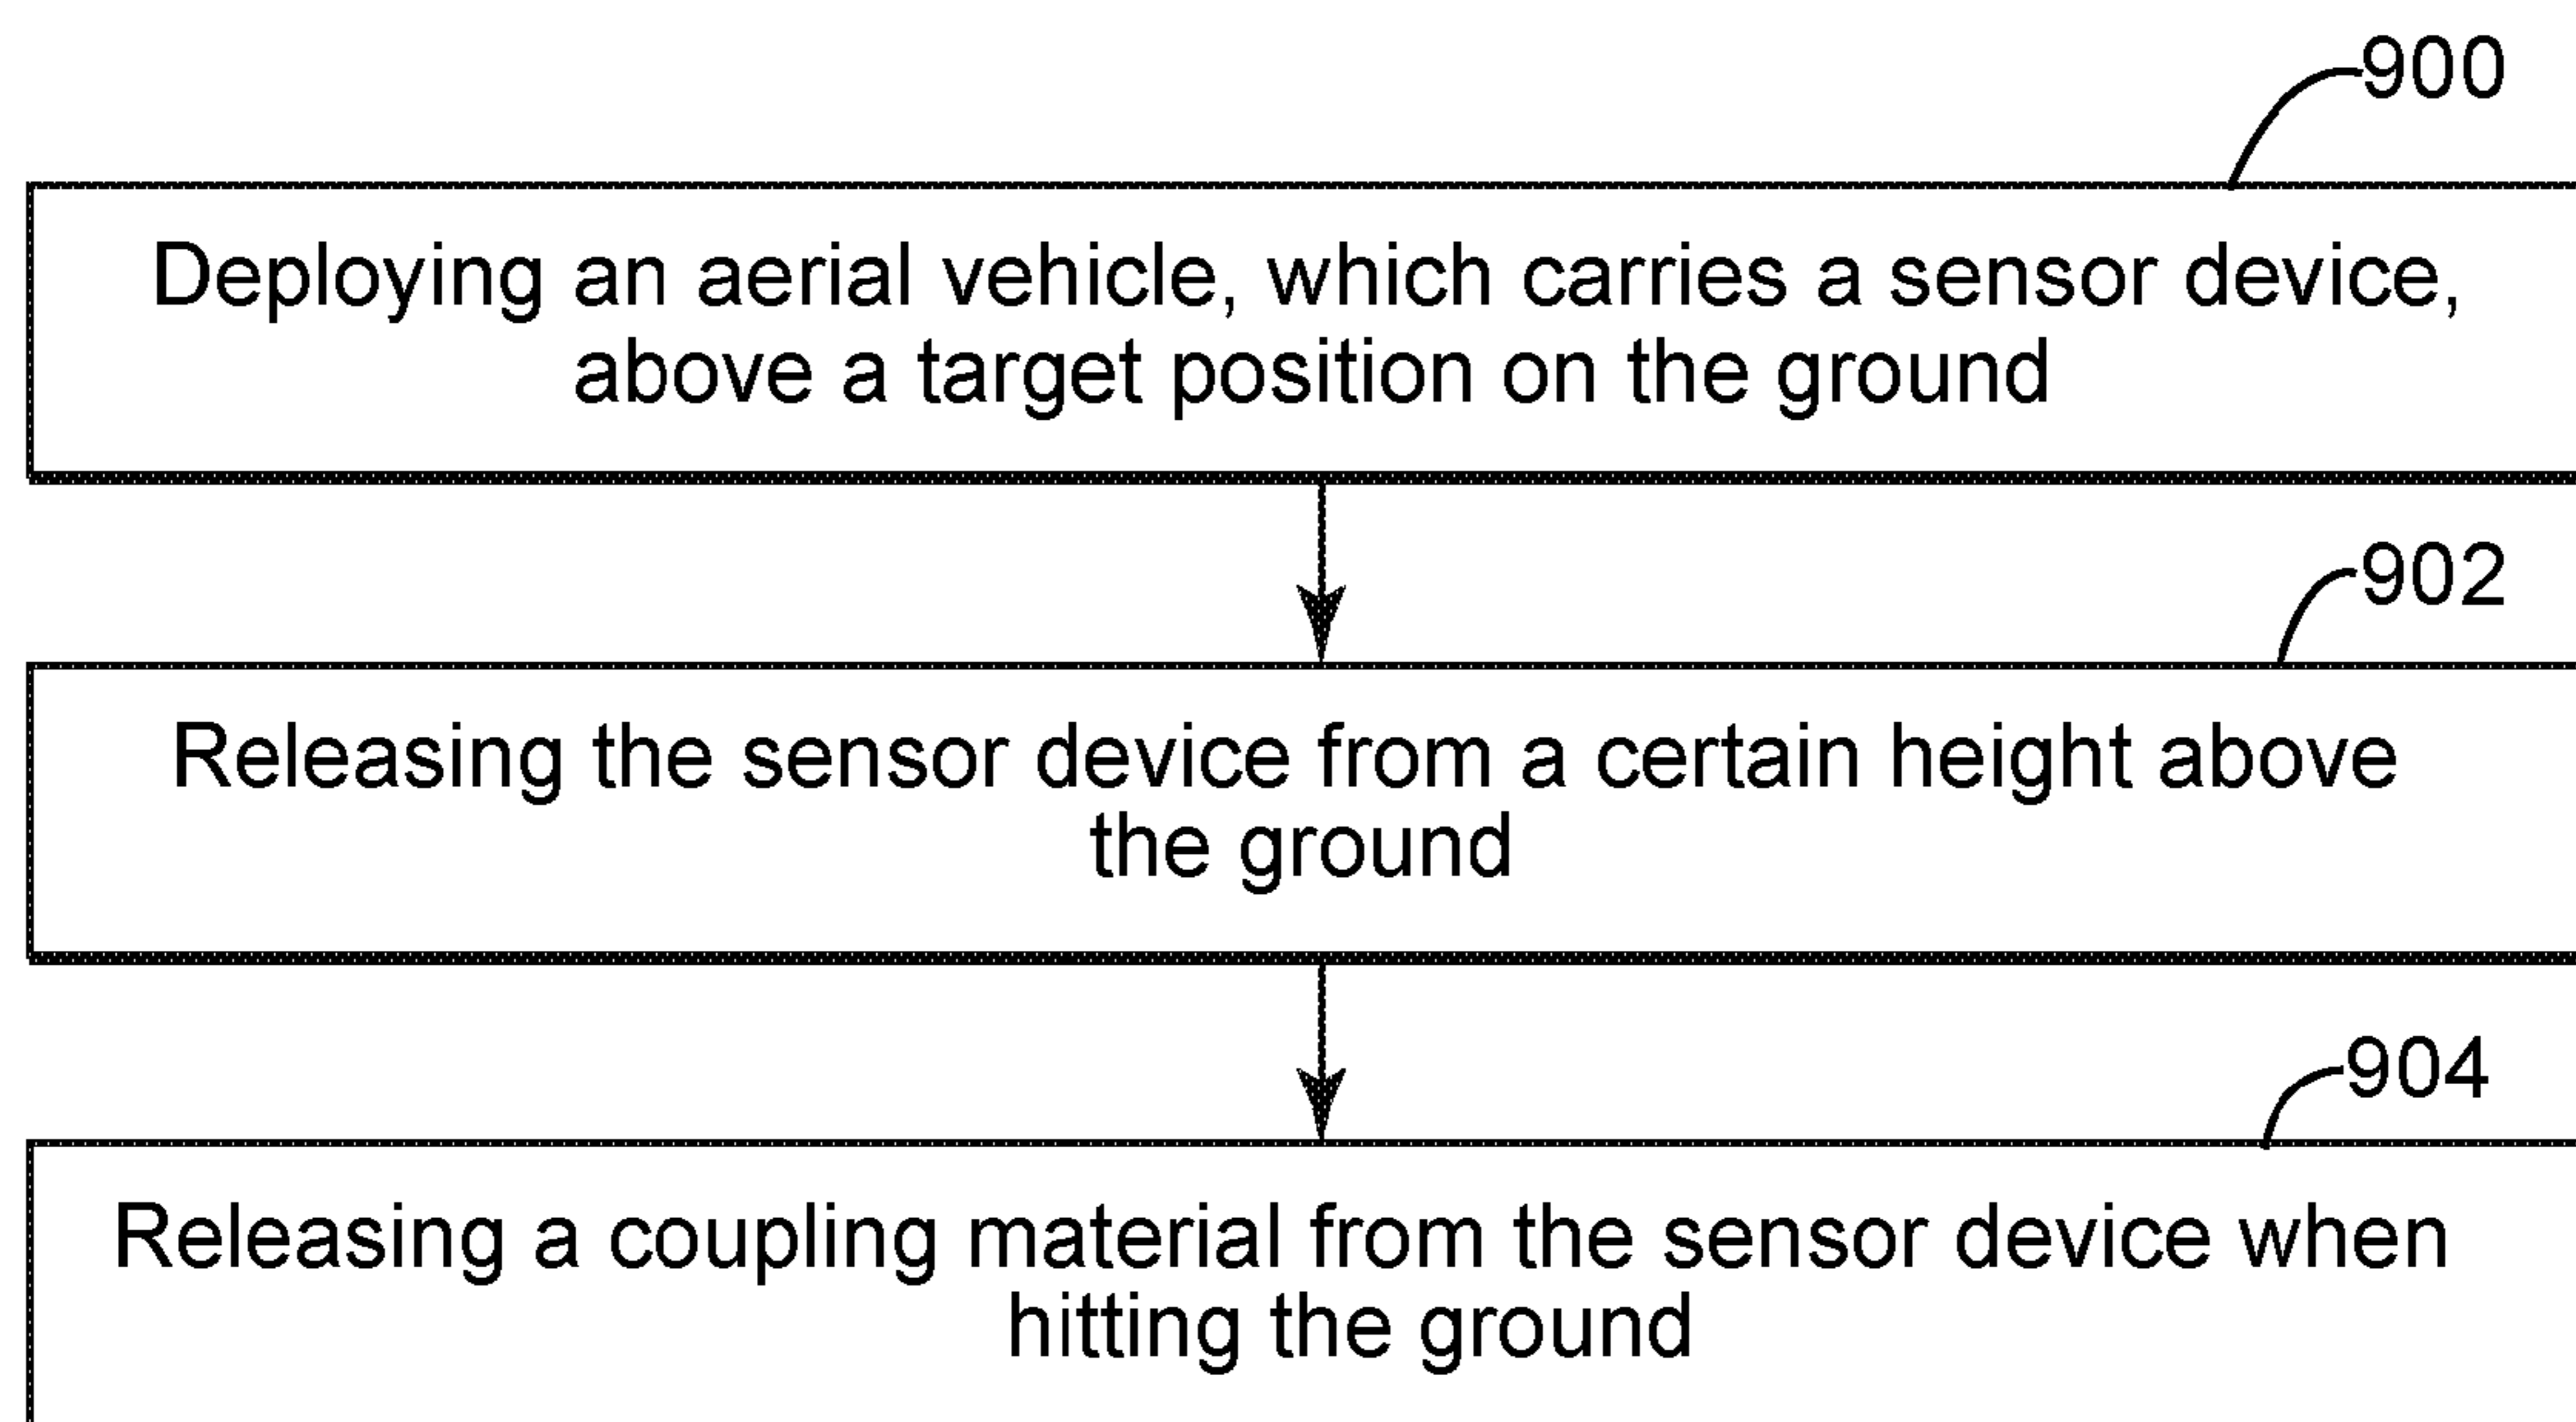 900
Deploying an aerial vehicle, which carries a sensor device,
above a target position on the ground
902
Releasing the sensor device from a certain height above
the ground
904
Releasing a coupling material from the sensor device when
hitting the ground